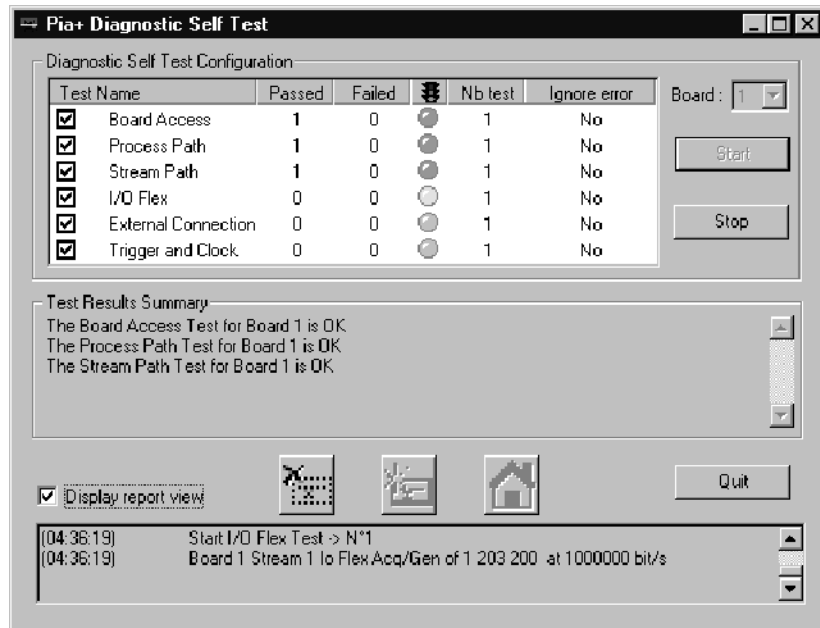 Pia+ Diagnostic Self Test
Diagnostic Self Test Configuration
Test Name Passed Failed Nb test Ignore error
Board : 1
Board Access 1 0 1 No
Process Path 1 0 1 No
Stream Path 1 0 1 No
I/O Flex 0 0 1 No
External Connection 0 0 1 No
Trigger and Clock 0 0 1 No
Start
Stop
Test Results Summary
The Board Access Test for Board 1 is OK
The Process Path Test for Board 1 is OK
The Stream Path Test for Board 1 is OK
Display report view
Quit
(04:36:19) Start I/O Flex Test -> N°1
(04:36:19) Board 1 Stream 1 Io Flex Acq/Gen of 1 203 200 at 1000000 bit/s